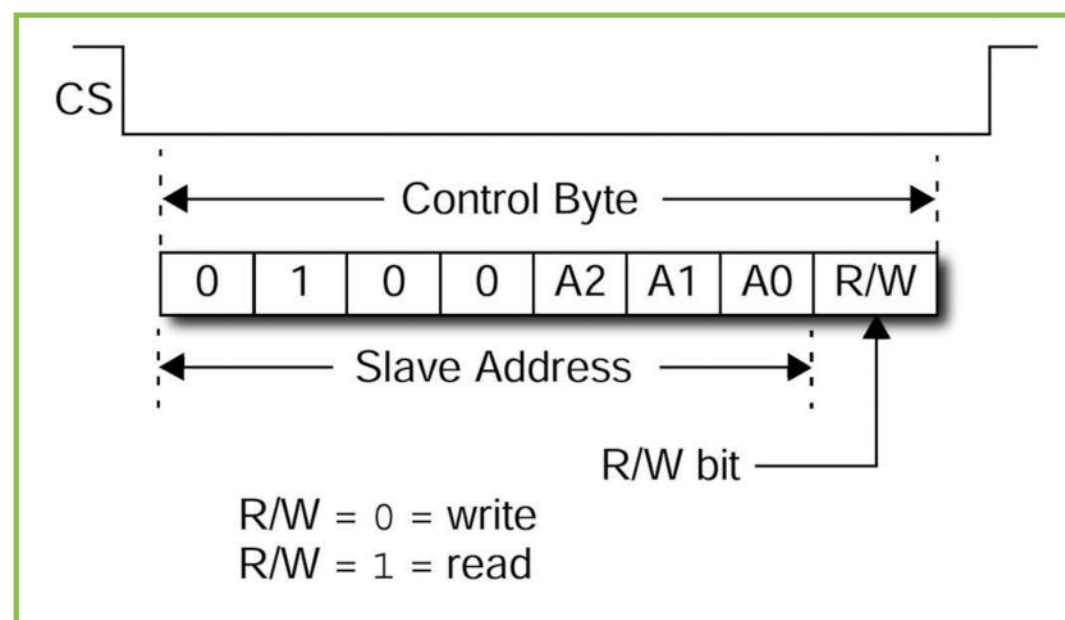 CS
Control Byte
0 1 0 0 A2 A1 A0 R/W
Slave Address
R/W bit
R/W = 0 = write
R/W = 1 = read